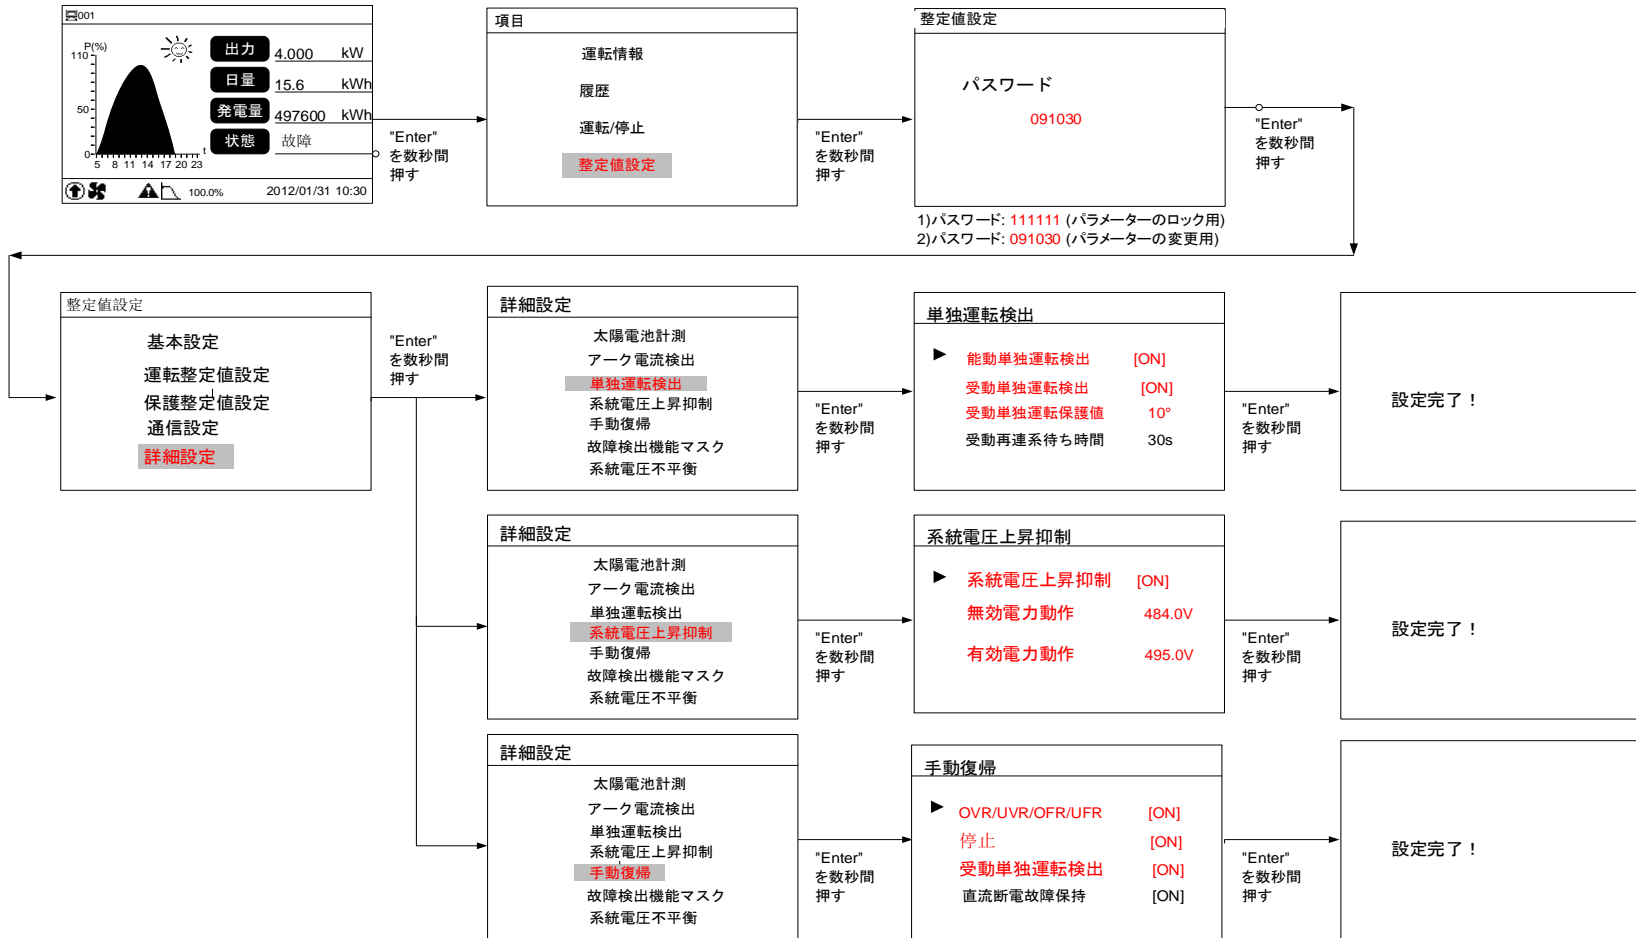 001
P(%)
110
50
0
5 8 11 14 17 20 23
t
出力 4.000 kW
日量 15.6 kWh
発電量 497600 kWh
状態 故障
100.0% 2012/01/31 10:30
"Enter"
を数秒間
押す
項目
運転情報
履歴
運転/停止
整定値設定
"Enter"
を数秒間
押す
整定値設定
パスワード
091030
1)パスワード: 111111 (パラメーターのロック用)
2)パスワード: 091030 (パラメーターの変更用)
"Enter"
を数秒間
押す
整定値設定
基本設定
運転整定値設定
保護整定値設定
通信設定
詳細設定
"Enter"
を数秒間
押す
詳細設定
太陽電池計測
アーク電流検出
単独運転検出
系統電圧上昇抑制
手動復帰
故障検出機能マスク
系統電圧不平衡
"Enter"
を数秒間
押す
単独運転検出
能動単独運転検出 [ON]
受動単独運転検出 [ON]
受動単独運転保護値 10°
受動再連系待ち時間 30s
"Enter"
を数秒間
押す
設定完了！
詳細設定
太陽電池計測
アーク電流検出
単独運転検出
系統電圧上昇抑制
手動復帰
故障検出機能マスク
系統電圧不平衡
"Enter"
を数秒間
押す
系統電圧上昇抑制
系統電圧上昇抑制 [ON]
無効電力動作 484.0V
有効電力動作 495.0V
"Enter"
を数秒間
押す
設定完了！
詳細設定
太陽電池計測
アーク電流検出
単独運転検出
系統電圧上昇抑制
手動復帰
故障検出機能マスク
系統電圧不平衡
"Enter"
を数秒間
押す
手動復帰
OVR/UVR/OFR/UFR [ON]
停止 [ON]
受動単独運転検出 [ON]
直流断電故障保持 [ON]
"Enter"
を数秒間
押す
設定完了！